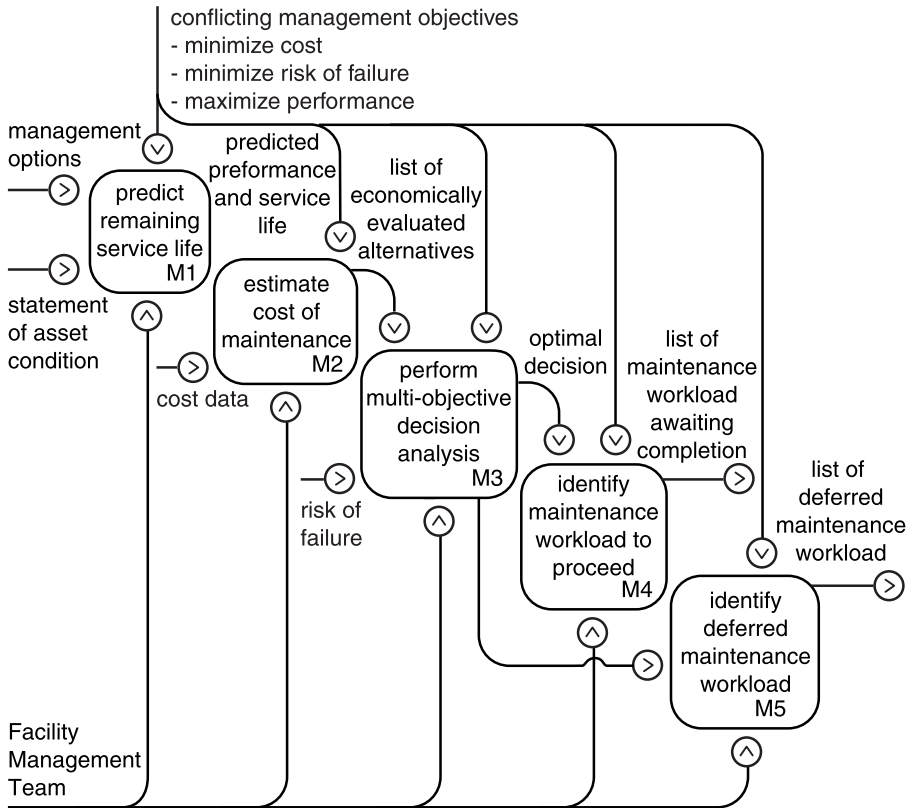 conflicting management objectives
- minimize cost
- minimize risk of failure
- maximize performance
management
options
predicted
preformance
and service
life
list of
economically
evaluated
alternatives
predict
remaining
service life
M1
statement
of asset
condition
estimate
cost of
maintenance
M2
cost data
optimal
decision
list of
maintenance
workload
awaiting
completion
perform
multi-objective
decision
analysis
M3
risk of
failure
identify
maintenance
workload to
proceed
M4
list of
deferred
maintenance
workload
identify
deferred
maintenance
workload
M5
Facility
Management
Team